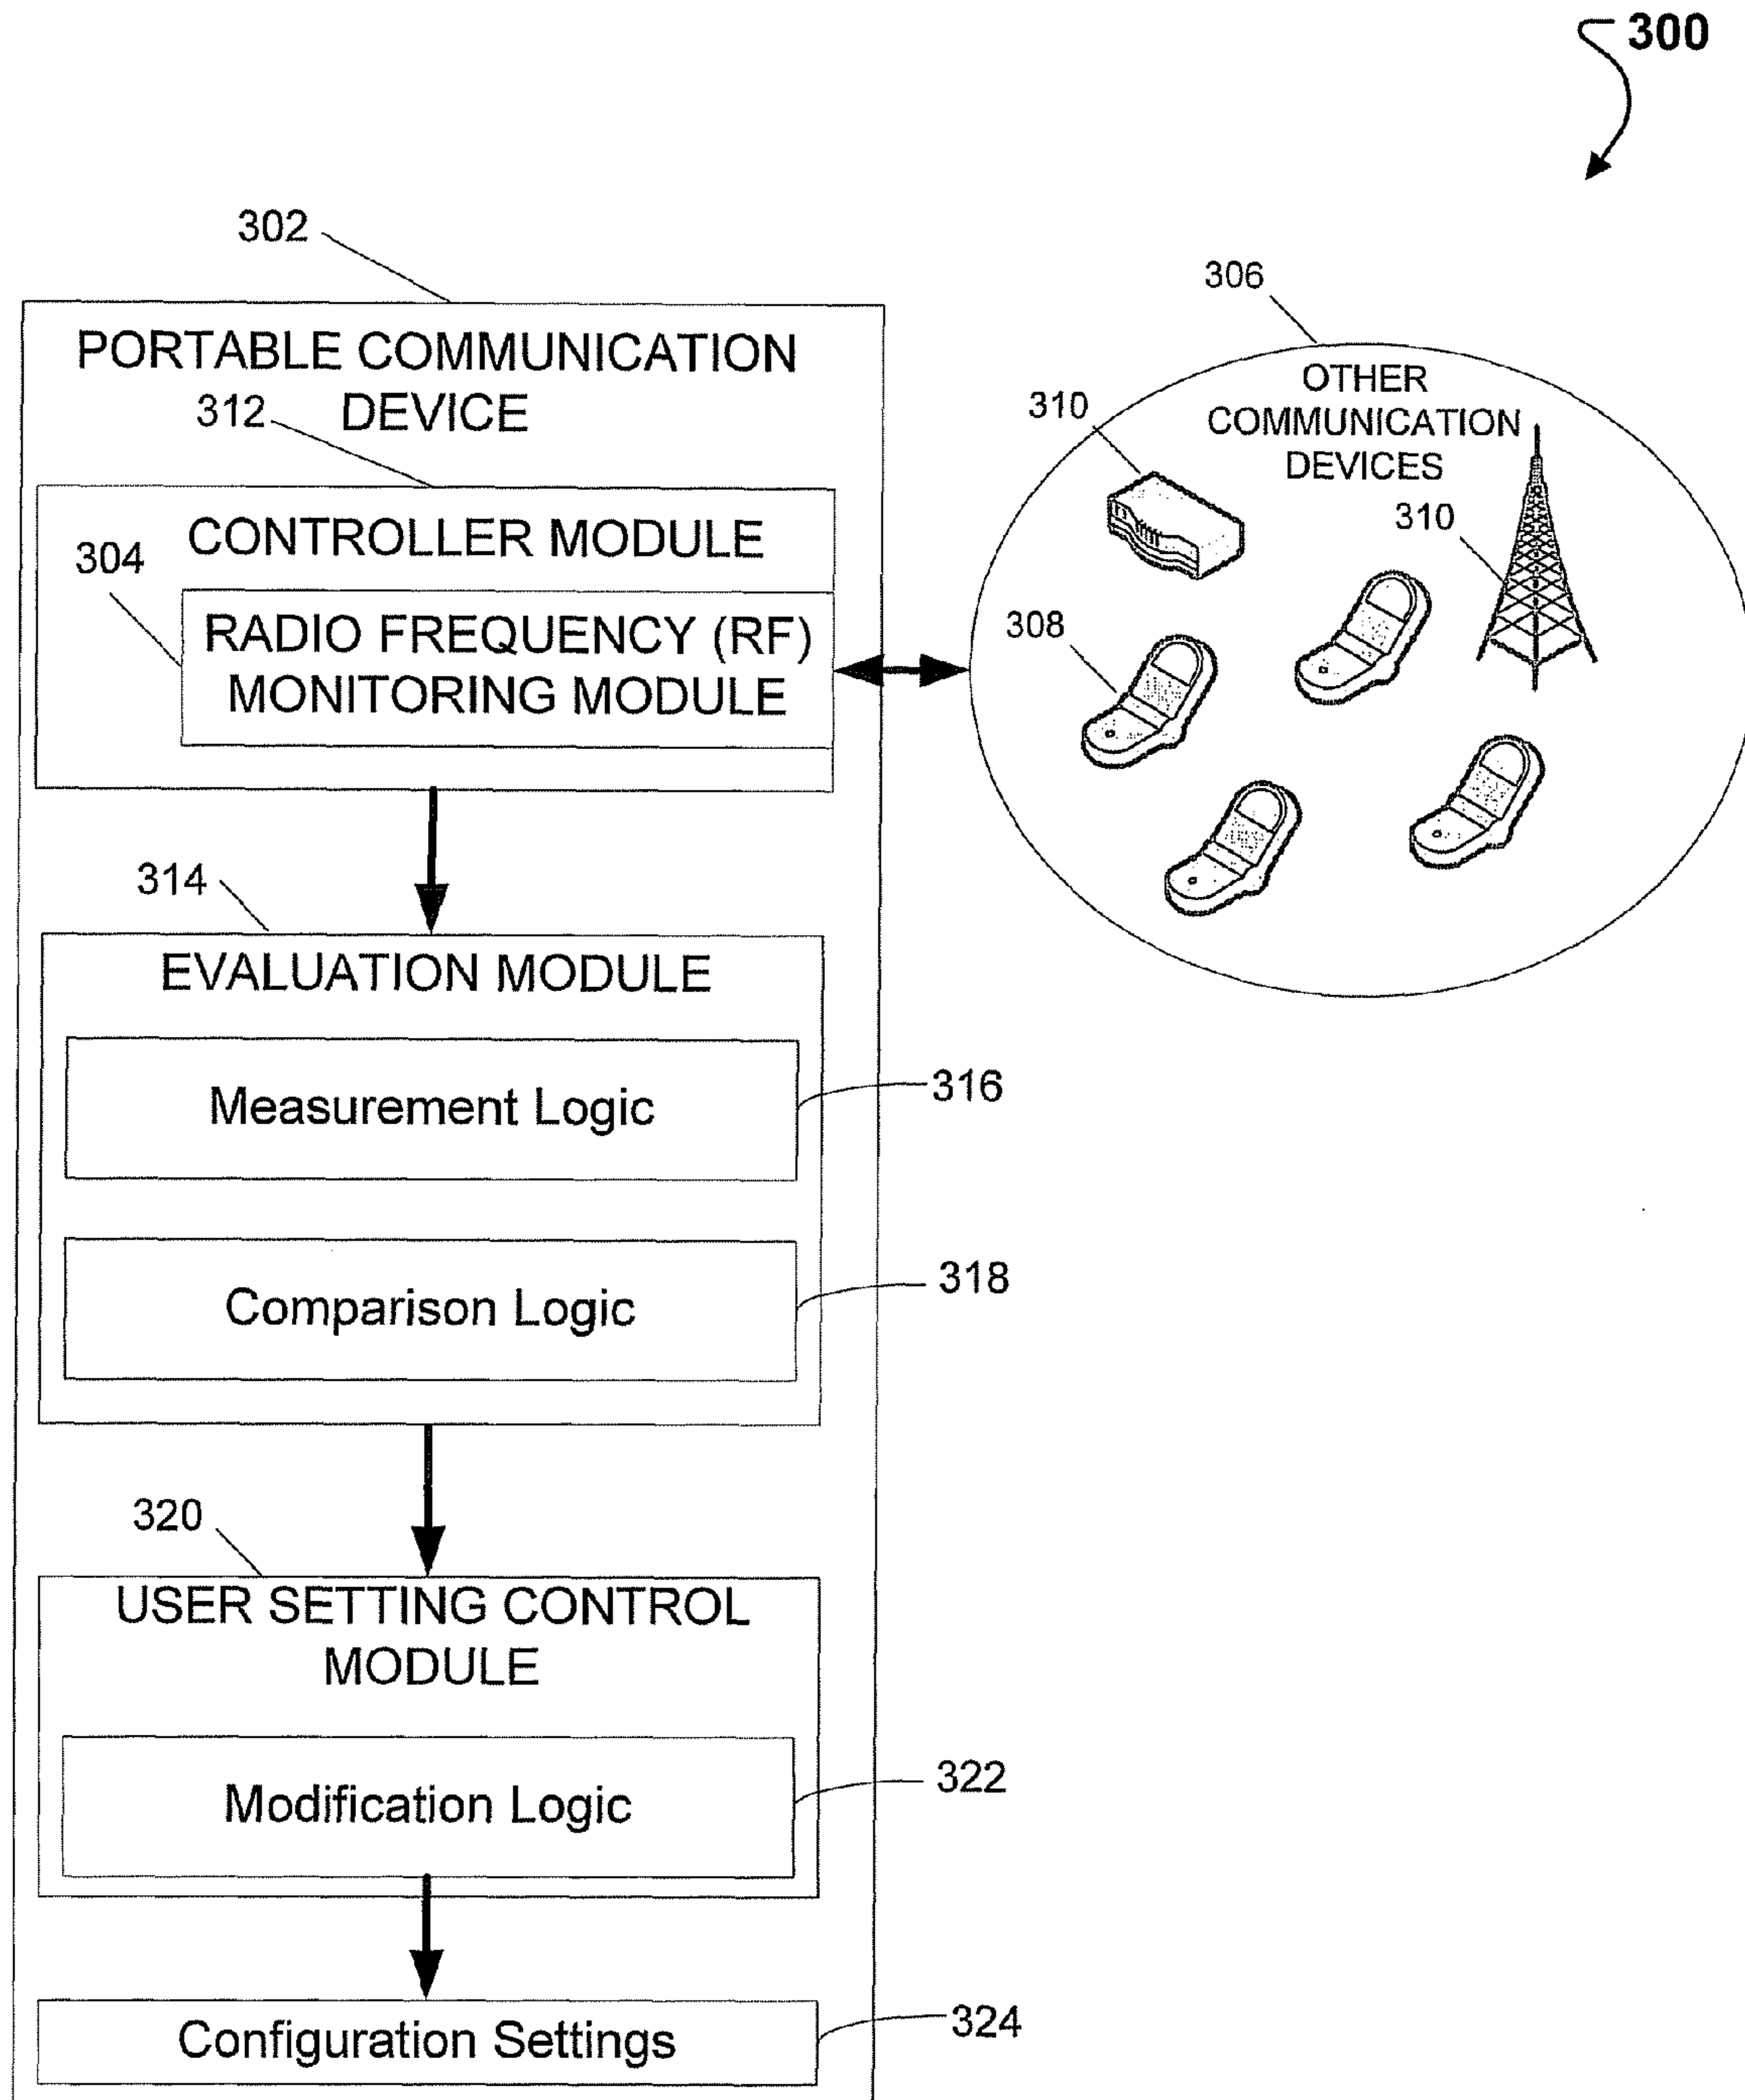 300
302
PORTABLE COMMUNICATION
DEVICE
312
CONTROLLER MODULE
304
RADIO FREQUENCY (RF)
MONITORING MODULE
306
OTHER
COMMUNICATION
DEVICES
310
310
308
314
EVALUATION MODULE
Measurement Logic
316
Comparison Logic
318
320
USER SETTING CONTROL
MODULE
Modification Logic
322
Configuration Settings
324